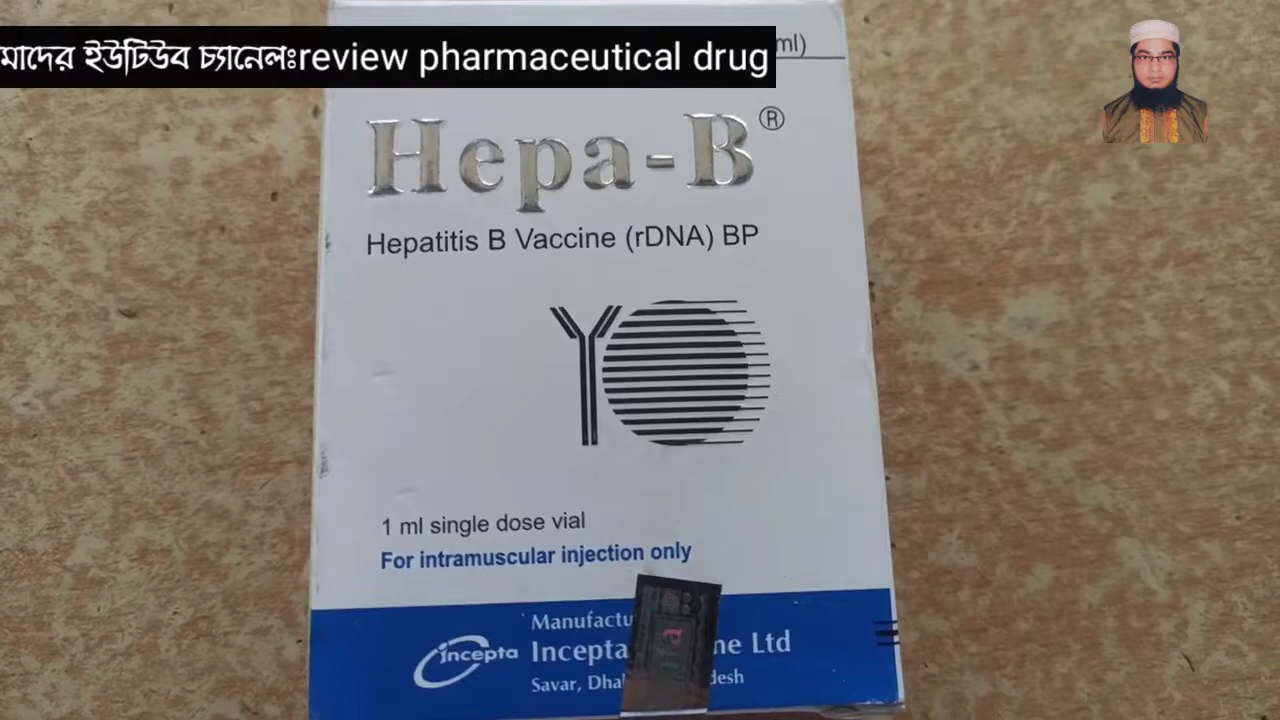 মাদের ইউটিউব চ্যানেলঃreview pharmaceutical drug
ml)
Hepa-B®
Hepatitis B Vaccine (rDNA) BP
1 ml single dose vial
For intramuscular injection only
Manufactu
incepta
Incepta ne Ltd
Savar, Dha desh